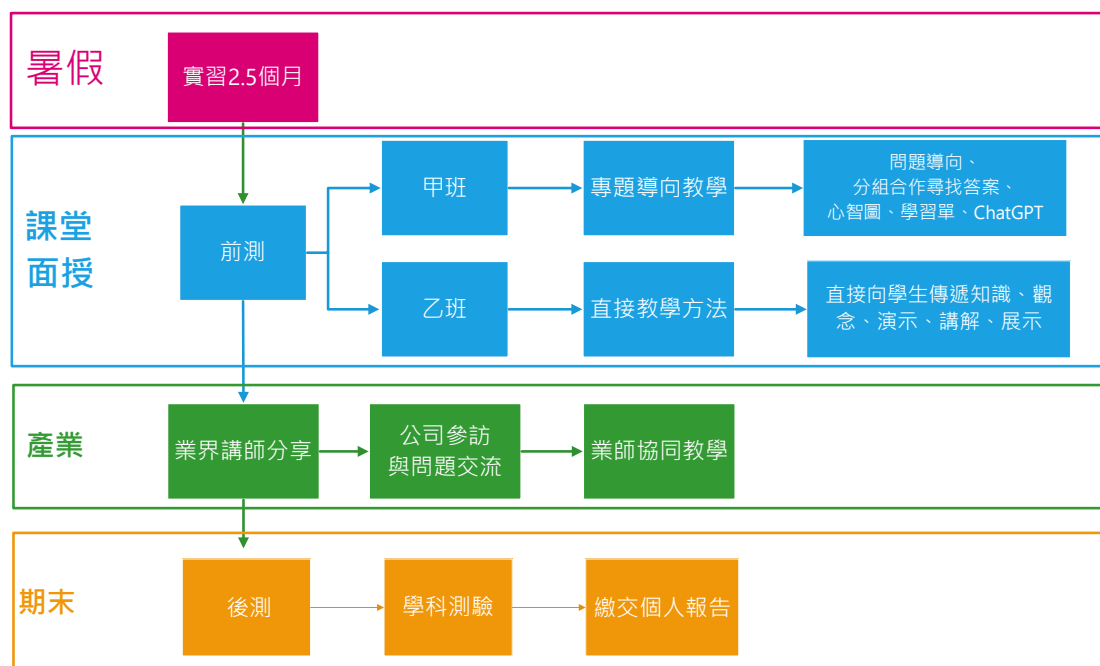 暑假
實習2.5個月
課堂
面授
前測
甲班
專題導向教學
問題導向、
分組合作尋找答案、
心智圖、學習單、ChatGPT
乙班
直接教學方法
直接向學生傳遞知識、觀
念、演示、講解、展示
產業
業界講師分享
公司參訪
與問題交流
業師協同教學
期末
後測
學科測驗
繳交個人報告